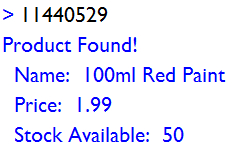 > 11440529
Product Found!
Name: 100ml Red Paint
Price: 1.99
Stock Available: 50